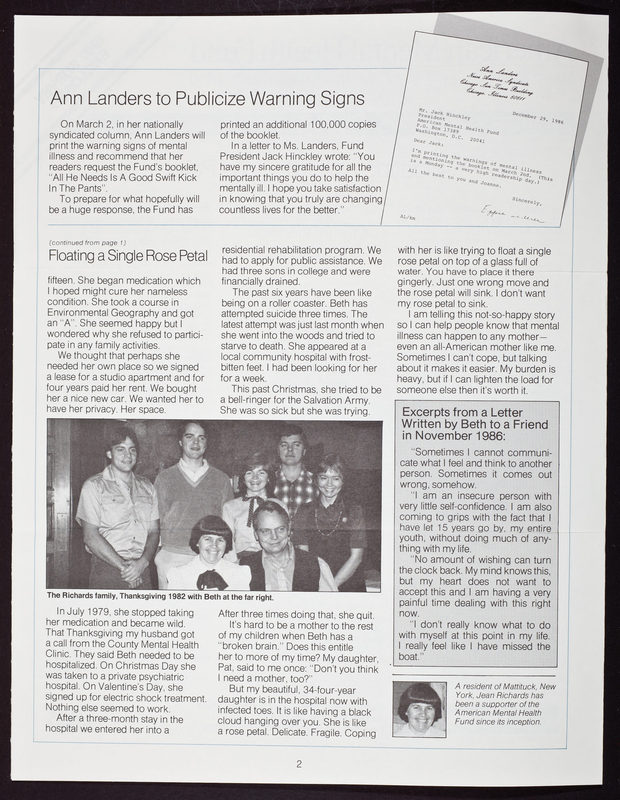 Ann Landers to Publicize Warning Signs
On March 2, in her nationally
syndicated column, Ann Landers will
print the warning signs of mental
illness and recommend that her
readers request the Fund's booklet,
"All He Needs Is A Good Swift Kick
In The Pants".
To prepare for what hopefully will
be a huge response, the Fund has
printed an additional 100,000 copies
of the booklet.
In a letter to Ms. Landers, Fund
President Jack Hinckley wrote: "You
have my sincere gratitude for all the
important things you do to help the
mentally ill. I hope you take satisfaction
in knowing that you truly are changing
countless lives for the better."
Ann Landers
News America Syndicate
Chicago Sun Times Building
Chicago, Illinois 60611
December 29, 1986
Mr. Jack Hinckley
President
American Mental Health Fund
P.O. Box 17389
Washington, D.C. 20041
Dear Jack:
I'm printing the warnings of mental illness
and mentioning the booklet on March 2nd. (This
is a Monday -- a very high readership day.)
All the best to you and Joanne.
Sincerely,
AL/km
(continued from page 1)
Floating a Single Rose Petal
fifteen. She began medication which
I hoped might cure her nameless
condition. She took a course in
Environmental Geography and got
an "A". She seemed happy but I
wondered why she refused to partici-
pate in any family activities.
We thought that perhaps she
needed her own place so we signed
a lease for a studio apartment and for
four years paid her rent. We bought
her a nice new car. We wanted her to
have her privacy. Her space.
residential rehabilitation program. We
had to apply for public assistance. We
had three sons in college and were
financially drained.
The past six years have been like
being on a roller coaster. Beth has
attempted suicide three times. The
latest attempt was just last month when
she went into the woods and tried to
starve to death. She appeared at a
local community hospital with frost-
bitten feet. I had been looking for her
for a week.
This past Christmas, she tried to be
a bell-ringer for the Salvation Army.
She was so sick but she was trying.
The Richards family, Thanksgiving 1982 with Beth at the far right.
In July 1979, she stopped taking
her medication and became wild.
That Thanksgiving my husband got
a call from the County Mental Health
Clinic. They said Beth needed to be
hospitalized. On Christmas Day she
was taken to a private psychiatric
hospital. On Valentine's Day, she
signed up for electric shock treatment.
Nothing else seemed to work.
After a three-month stay in the
hospital we entered her into a
After three times doing that, she quit.
It's hard to be a mother to the rest
of my children when Beth has a
"broken brain." Does this entitle
her to more of my time? My daughter,
Pat, said to me once: "Don't you think
I need a mother, too?"
But my beautiful, 34-four-year
daughter is in the hospital now with
infected toes. It is like having a black
cloud hanging over you. She is like
a rose petal. Delicate. Fragile. Coping
with her is like trying to float a single
rose petal on top of a glass full of
water. You have to place it there
gingerly. Just one wrong move and
the rose petal will sink. I don't want
my rose petal to sink.
I am telling this not-so-happy story
so I can help people know that mental
illness can happen to any mother—
even an all-American mother like me.
Sometimes I can't cope, but talking
about it makes it easier. My burden is
heavy, but if I can lighten the load for
someone else then it's worth it.
Excerpts from a Letter
Written by Beth to a Friend
in November 1986:
"Sometimes I cannot communi-
cate what I feel and think to another
person. Sometimes it comes out
wrong, somehow.
"I am an insecure person with
very little self-confidence. I am also
coming to grips with the fact that I
have let 15 years go by, my entire
youth, without doing much of any-
thing with my life.
"No amount of wishing can turn
the clock back. My mind knows this,
but my heart does not want to
accept this and I am having a very
painful time dealing with this right
now.
"I don't really know what to do
with myself at this point in my life.
I really feel like I have missed the
boat."
A resident of Mattituck, New
York, Jean Richards has
been a supporter of the
American Mental Health
Fund since its inception.
2